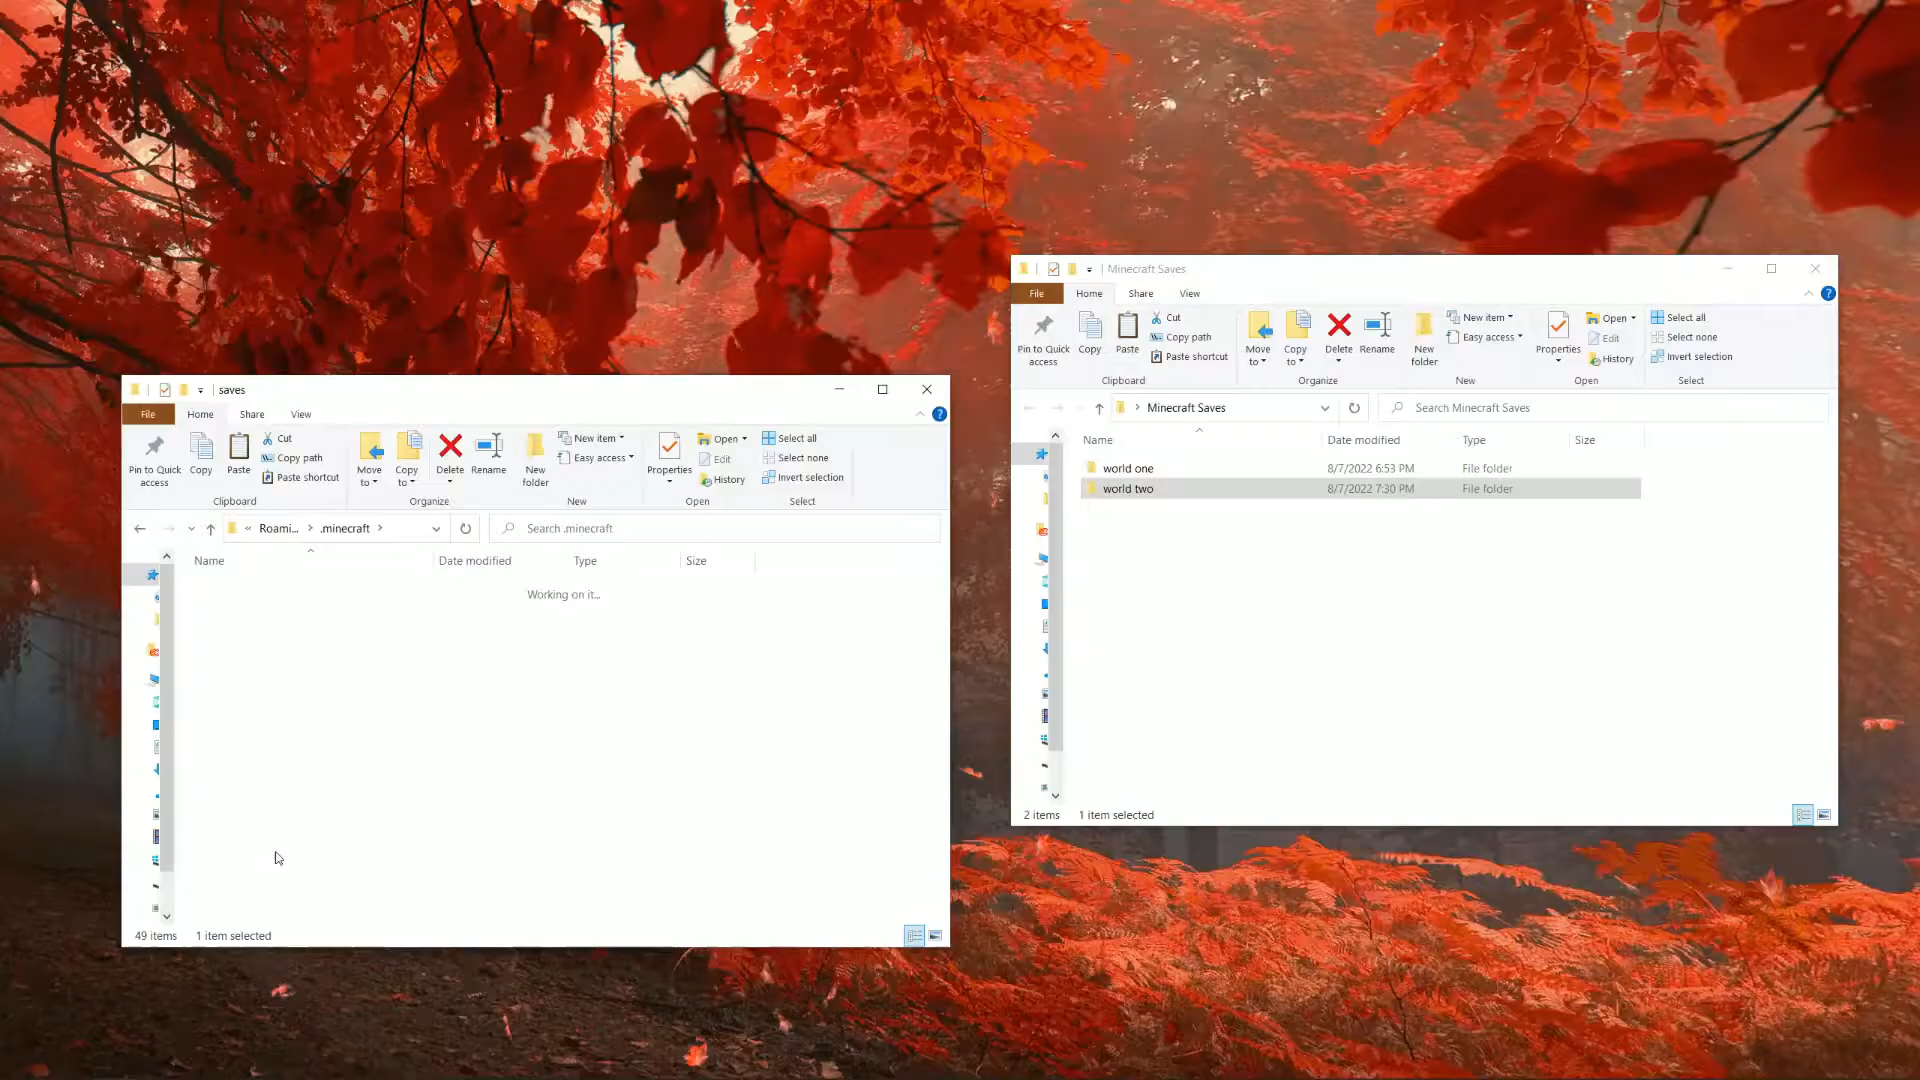 saves
File Home Share View
Pin to Quick access
Copy
Paste
Cut
Copy path
Paste shortcut
Clipboard
Move to
Copy to
Delete
Rename
Organize
New folder
New item
Easy access
New
Properties
Open
Edit
History
Open
Select all
Select none
Invert selection
Select
« Roami... > .minecraft >
Search .minecraft
Name Date modified Type Size
Working on it...
49 items 1 item selected
Minecraft Saves
File Home Share View
Pin to Quick access
Copy
Paste
Cut
Copy path
Paste shortcut
Clipboard
Move to
Copy to
Delete
Rename
Organize
New folder
New item
Easy access
New
Properties
Open
Edit
History
Open
Select all
Select none
Invert selection
Select
> Minecraft Saves
Search Minecraft Saves
Name Date modified Type Size
world one 8/7/2022 6:53 PM File folder
world two 8/7/2022 7:30 PM File folder
2 items 1 item selected